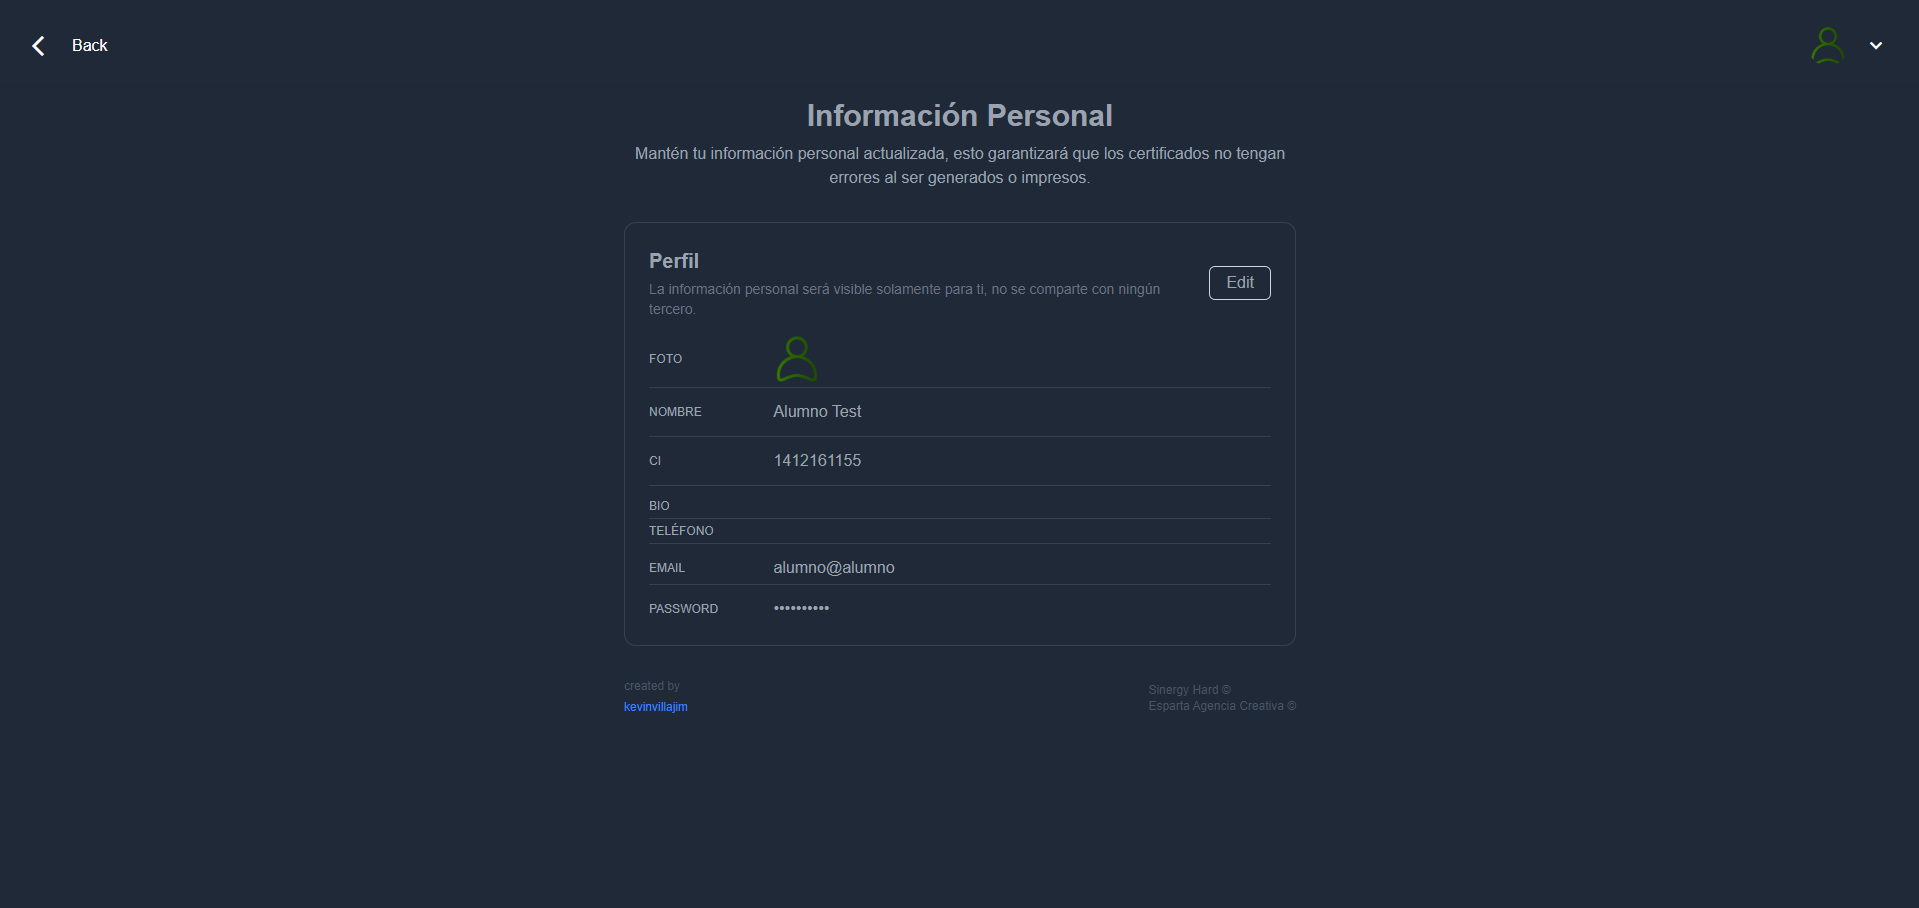 Back
Información Personal
Mantén tu información personal actualizada, esto garantizará que los certificados no tengan
errores al ser generados o impresos.
Perfil
La información personal será visible solamente para ti, no se comparte con ningún
tercero.
Edit
FOTO
NOMBRE Alumno Test
CI 1412161155
BIO
TELÉFONO
EMAIL alumno@alumno
PASSWORD ••••••••••
created by
kevinvillajim
Sinergy Hard ©
Esparta Agencia Creativa ©